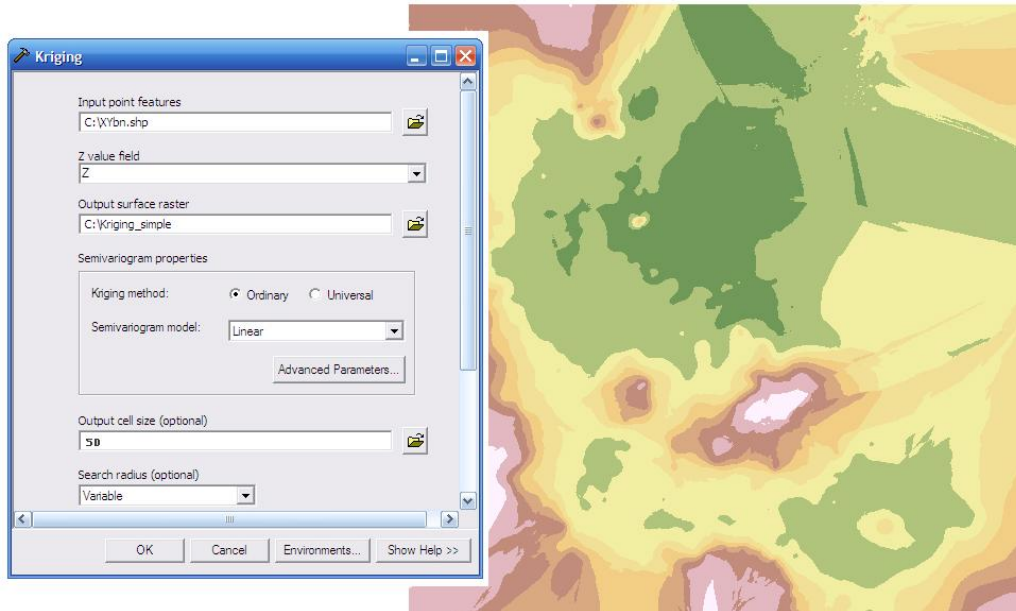 Kriging
Input point features
C:\XYbn.shp
Z value field
Z
Output surface raster
C:\Kriging_simple
Semivariogram properties
Kriging method:
Ordinary
Universal
Semivariogram model:
Linear
Advanced Parameters...
Output cell size (optional)
50
Search radius (optional)
Variable
OK
Cancel
Environments...
Show Help >>